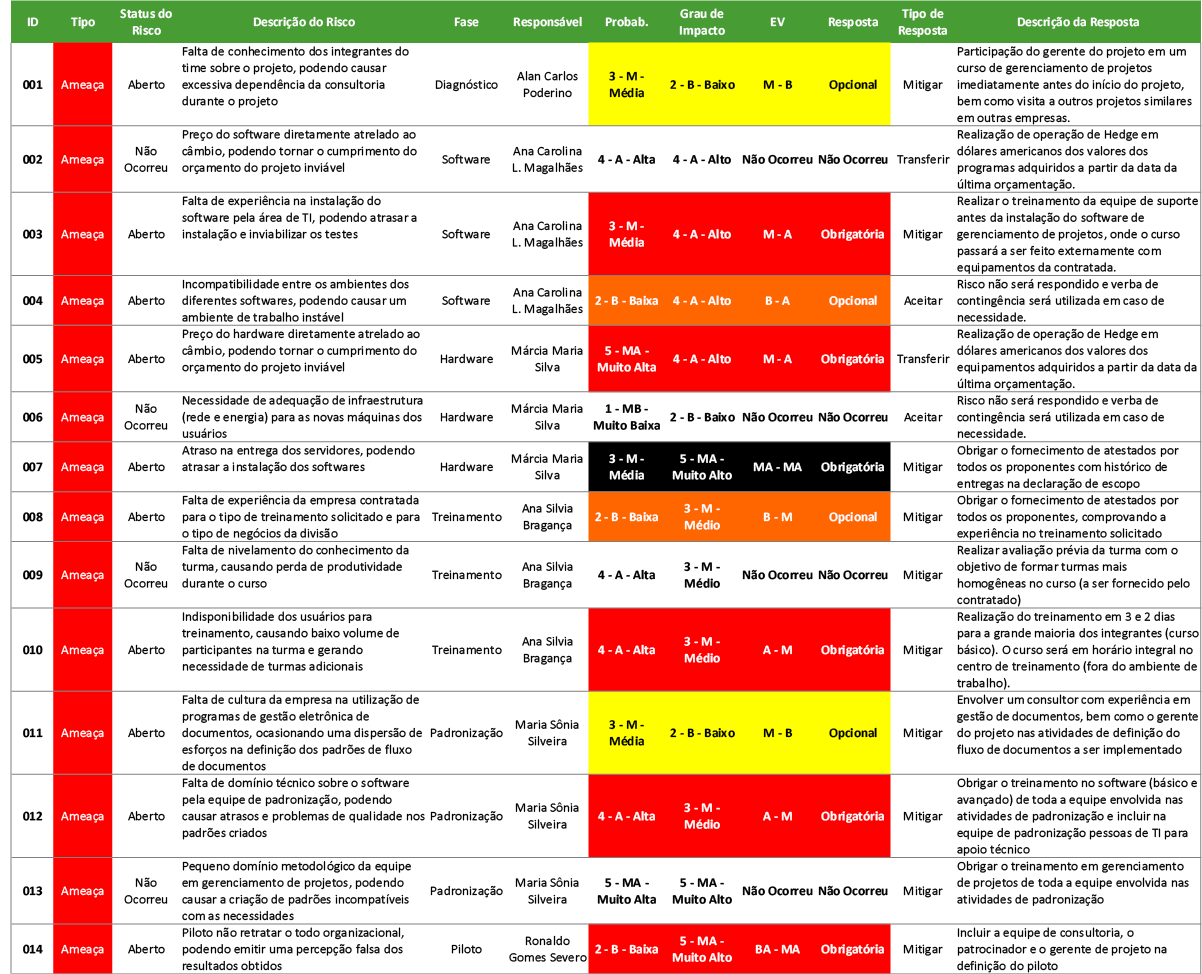 ID Tipo Status do Risco Descrição do Risco Fase Responsável Probab. Grau de Impacto EV Resposta Tipo de Resposta Descrição da Resposta
001 Ameaça Aberto
Falta de conhecimento dos integrantes do
time sobre o projeto, podendo causar
excessiva dependência da consultoria
durante o projeto
Diagnóstico
Alan Carlos
Poderino
3 - M -
Média
2 - B - Baixo M - B Opcional Mitigar
Participação do gerente do projeto em um
curso de gerenciamento de projetos
imediatamente antes do início do projeto,
bem como visita a outros projetos similares
em outras empresas.
002 Ameaça
Não
Ocorreu
Preço do software diretamente atrelado ao
câmbio, podendo tornar o cumprimento do
orçamento do projeto inviável
Software
Ana Carolina
L. Magalhães
4 - A - Alta 4 - A - Alto Não Ocorreu Não Ocorreu Transferir
Realização de operação de Hedge em
dólares americanos dos valores dos
programas adquiridos a partir da data da
última orçamentação.
003 Ameaça Aberto
Falta de experiência na instalação do
software pela área de TI, podendo atrasar a
instalação e inviabilizar os testes
Software
Ana Carolina
L. Magalhães
3 - M -
Média
4 - A - Alto M - A Obrigatória Mitigar
Realizar o treinamento da equipe de suporte
antes da instalação do software de
gerenciamento de projetos, onde o curso
passará a ser feito externamente com
equipamentos da contratada.
004 Ameaça Aberto
Incompatibilidade entre os ambientes dos
diferentes softwares, podendo causar um
ambiente de trabalho instável
Software
Ana Carolina
L. Magalhães
2 - B - Baixa 4 - A - Alto B - A Opcional Aceitar
Risco não será respondido e verba de
contingência será utilizada em caso de
necessidade.
005 Ameaça Aberto
Preço do hardware diretamente atrelado ao
câmbio, podendo tornar o cumprimento do
orçamento do projeto inviável
Hardware
Márcia Maria
Silva
5 - MA -
Muito Alta
4 - A - Alto M - A Obrigatória Transferir
Realização de operação de Hedge em
dólares americanos dos valores dos
equipamentos adquiridos a partir da data da
última orçamentação.
006 Ameaça
Não
Ocorreu
Necessidade de adequação de infraestrutura
(rede e energia) para as novas máquinas dos
usuários
Hardware
Márcia Maria
Silva
1 - MB -
Muito Baixa
2 - B - Baixo Não Ocorreu Não Ocorreu Aceitar
Risco não será respondido e verba de
contingência será utilizada em caso de
necessidade.
007 Ameaça Aberto
Atraso na entrega dos servidores, podendo
atrasar a instalação dos softwares
Hardware
Márcia Maria
Silva
3 - M -
Média
5 - MA -
Muito Alto
MA - MA Obrigatória Mitigar
Obrigar o fornecimento de atestados por
todos os proponentes com histórico de
entregas na declaração de escopo
008 Ameaça Aberto
Falta de experiência da empresa contratada
para o tipo de treinamento solicitado e para
o tipo de negócios da divisão
Treinamento
Ana Silvia
Bragança
2 - B - Baixa
3 - M -
Médio
B - M Opcional Mitigar
Obrigar o fornecimento de atestados por
todos os proponentes, comprovando a
experiência no treinamento solicitado
009 Ameaça
Não
Ocorreu
Falta de nivelamento do conhecimento da
turma, causando perda de produtividade
durante o curso
Treinamento
Ana Silvia
Bragança
4 - A - Alta
3 - M -
Médio
Não Ocorreu Não Ocorreu Mitigar
Realizar avaliação prévia da turma com o
objetivo de formar turmas mais
homogêneas no curso (a ser fornecido pelo
contratado)
010 Ameaça Aberto
Indisponibilidade dos usuários para
treinamento, causando baixo volume de
participantes na turma e gerando
necessidade de turmas adicionais
Treinamento
Ana Silvia
Bragança
4 - A - Alta
3 - M -
Médio
A - M Obrigatória Mitigar
Realização do treinamento em 3 e 2 dias
para a grande maioria dos integrantes (curso
básico). O curso será em horário integral no
centro de treinamento (fora do ambiente de
trabalho).
011 Ameaça Aberto
Falta de cultura da empresa na utilização de
programas de gestão eletrônica de
documentos, ocasionando uma dispersão de
esforços na definição dos padrões de fluxo
de documentos
Padronização
Maria Sônia
Silveira
3 - M -
Média
2 - B - Baixo M - B Opcional Mitigar
Envolver um consultor com experiência em
gestão de documentos, bem como o gerente
do projeto nas atividades de definição do
fluxo de documentos a ser implementado
012 Ameaça Aberto
Falta de domínio técnico sobre o software
pela equipe de padronização, podendo
causar atrasos e problemas de qualidade nos
padrões criados
Padronização
Maria Sônia
Silveira
4 - A - Alta
3 - M -
Médio
A - M Obrigatória Mitigar
Obrigar o treinamento no software (básico e
avançado) de toda a equipe envolvida nas
atividades de padronização e incluir na
equipe de padronização pessoas de TI para
apoio técnico
013 Ameaça
Não
Ocorreu
Pequeno domínio metodológico da equipe
em gerenciamento de projetos, podendo
causar a criação de padrões incompatíveis
com as necessidades
Padronização
Maria Sônia
Silveira
5 - MA -
Muito Alta
5 - MA -
Muito Alto
Não Ocorreu Não Ocorreu Mitigar
Obrigar o treinamento em gerenciamento
de projetos de toda a equipe envolvida nas
atividades de padronização
014 Ameaça Aberto
Piloto não retratar o todo organizacional,
podendo emitir uma percepção falsa dos
resultados obtidos
Piloto
Ronaldo
Gomes Severo
2 - B - Baixa
5 - MA -
Muito Alto
BA - MA Obrigatória Mitigar
Incluir a equipe de consultoria, o
patrocinador e o gerente de projeto na
definição do piloto